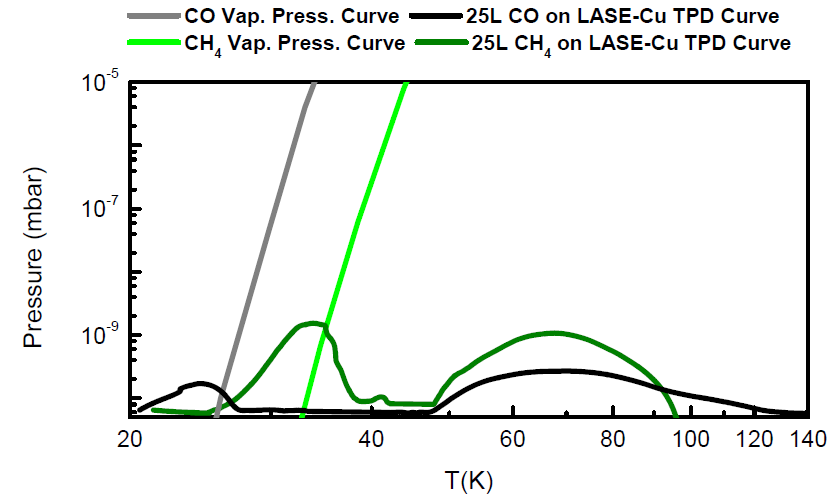 CO Vap. Press. Curve 25L CO on LASE-Cu TPD Curve
CH₄ Vap. Press. Curve 25L CH₄ on LASE-Cu TPD Curve
10⁻⁵
10⁻⁷
10⁻⁹
Pressure (mbar)
20 40 60 80 100 120 140
T(K)